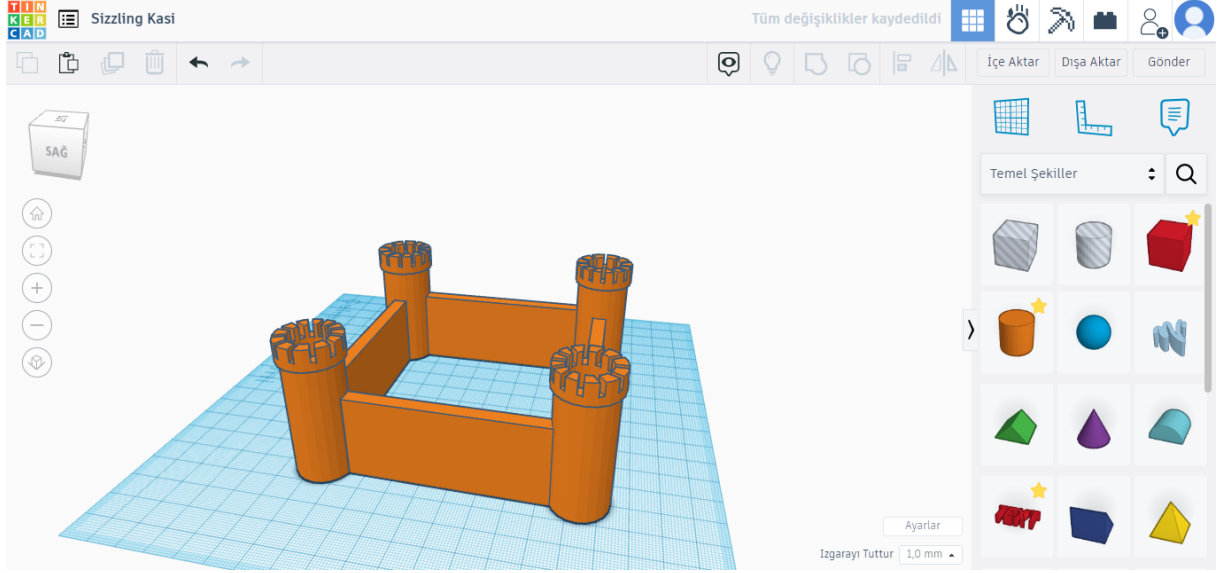 TIN
KER
CAD
Sizzling Kasi
Tüm değişiklikler kaydedildi
İçe Aktar
Dışa Aktar
Gönder
SAĞ
Temel Şekiller
TEXT
Ayarlar
Izgarayı Tuttur 1,0 mm